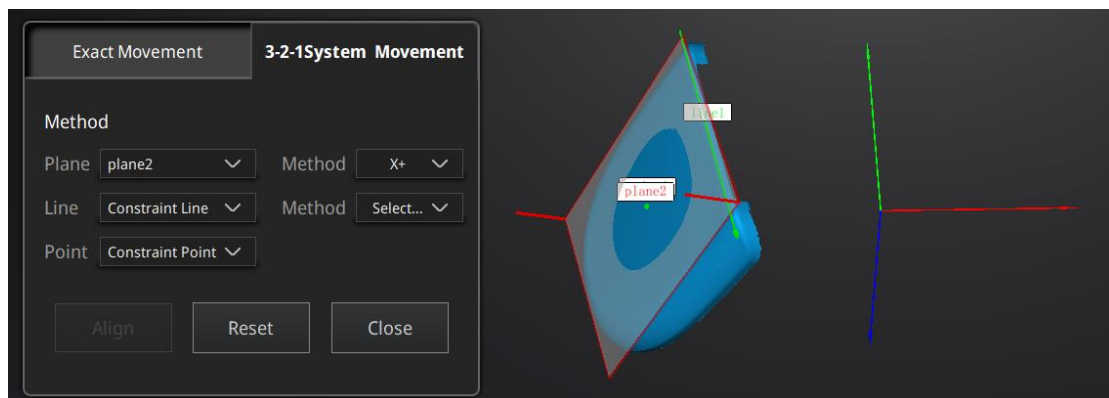 Exact Movement
3-2-1System Movement
Method
Plane plane2 Method X+
Line Constraint Line Method Select...
Point Constraint Point
Align Reset Close
line1
plane2